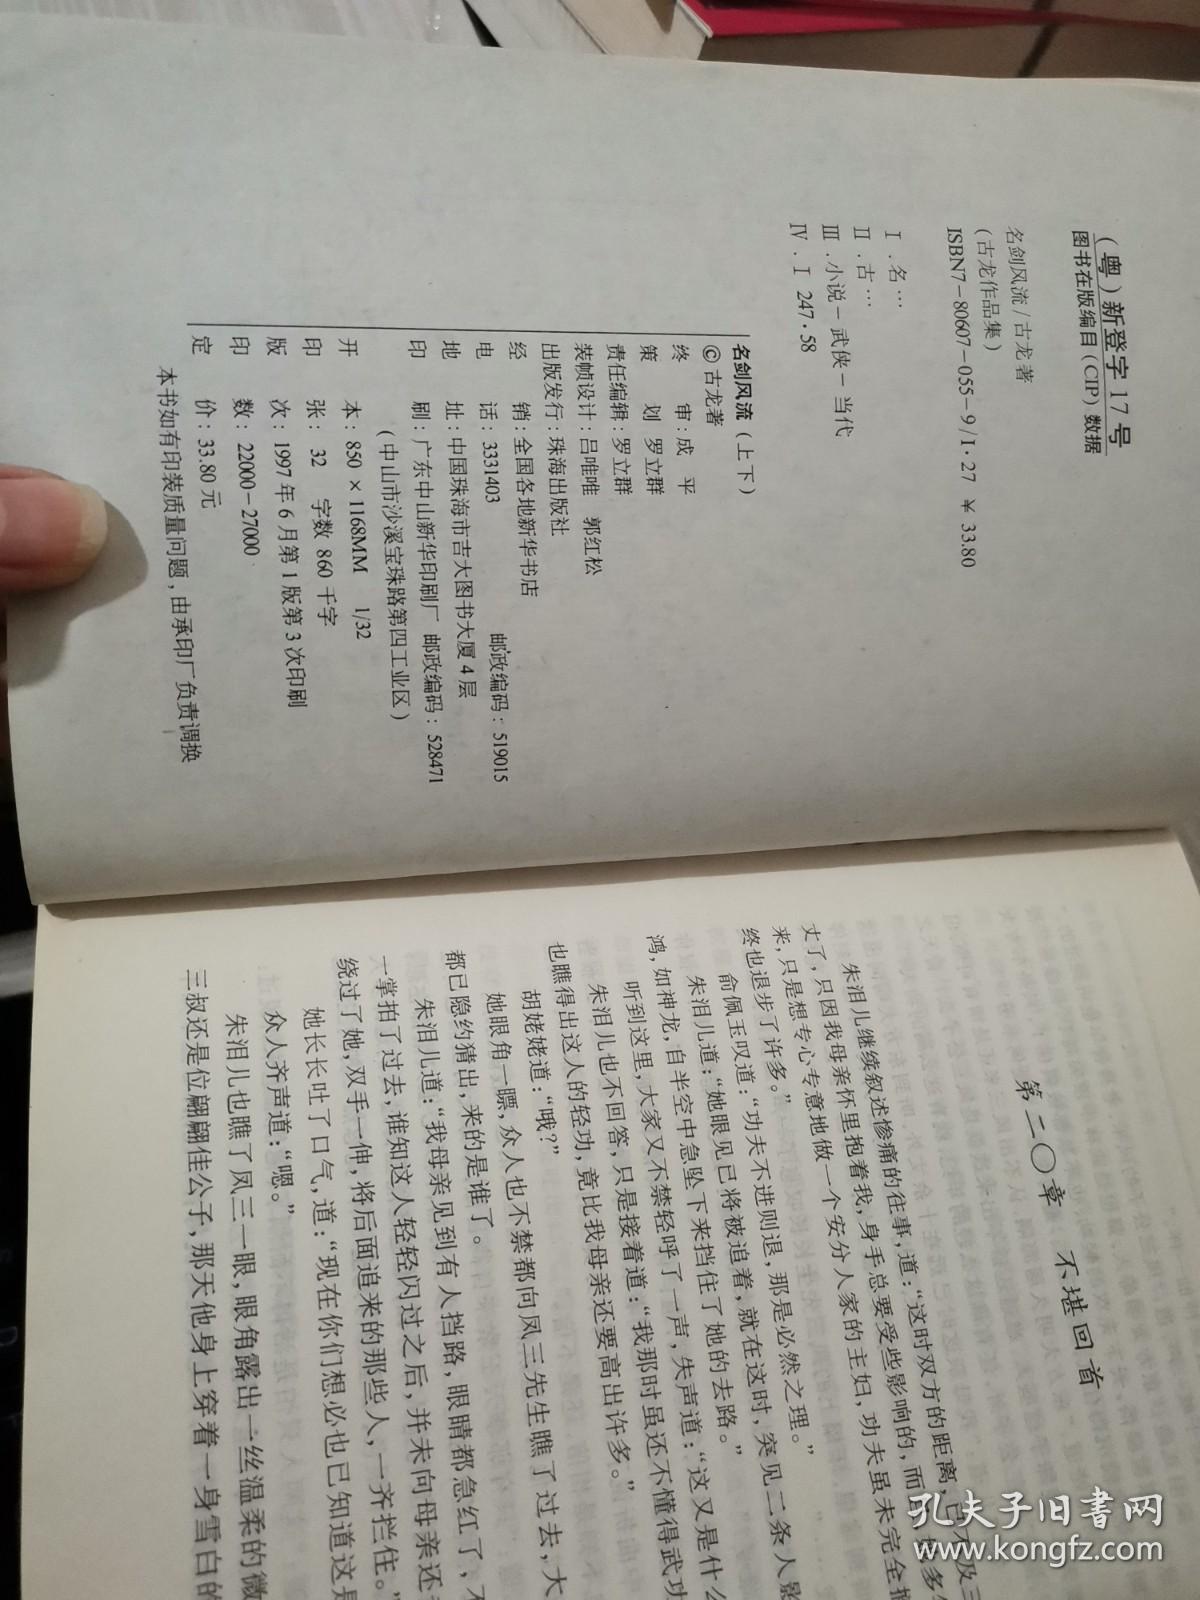 (粤)新登字17号
图书在版编目(CIP)数据
名剑风流/古龙著
(古龙作品集)
ISBN7-80607-055-9/I·27 ￥33.80
Ⅰ.名…
Ⅱ.古…
Ⅲ.小说-武侠-当代
Ⅳ.Ⅰ 247·58
名剑风流(上下)
©古龙著
终 审:成 平
策 划 罗立群
责任编辑:罗立群
装帧设计:吕唯唯 郭红松
出版发行:珠海出版社
经 销:全国各地新华书店
电 话:3331403 邮政编码:519015
地 址:中国珠海市吉大图书大厦4层
印 刷:广东中山新华印刷厂 邮政编码:528471
(中山市沙溪宝珠路第四工业区)
开 本:850×1168MM 1/32
印 张:32 字数 860千字
版 次:1997年6月第1版第3次印刷
印 数:22000-27000
定 价:33.80元
本书如有印装质量问题,由承印厂负责调换
第二〇章 不堪回首
朱泪儿继续叙述惨痛的往事,道:“这时双方的距离,已不及三
丈了,只因我母亲怀里抱着我,身手总要受些影响的,而
来,只是想专心专意地做一个安分人家的主妇,功夫虽未完全
终也退步了许多。”
俞佩玉叹道:“功夫不进则退,那是必然之理。”
朱泪儿道:“她眼见已将被追着,就在这时,突见二条人影
鸿,如神龙,自半空中急坠下来挡住了她的去路。”
听到这里,大家又不禁轻呼了一声,失声道:“这又是什么
朱泪儿也不回答,只是接着道:“我那时虽还不懂得武功
也瞧得出这人的轻功,竟比我母亲还要高出许多。”
胡姥姥道:“哦?”
她眼角一瞟,众人也不禁都向凤三先生瞧了过去,大
都已隐约猜出,来的是谁了。
朱泪儿道:“我母亲见到有人挡路,眼睛都急红了,不
一掌拍了过去,谁知这人轻轻闪过之后,并未向母亲还
绕过了她,双手一伸,将后面追来的那些人,一齐拦住。”
她长长吐了口气,道:“现在你们想必也已知道这是
众人齐声道:“嗯。”
朱泪儿也瞧了凤三一眼,眼角露出一丝温柔的微
三叔还是位翩翩佳公子,那天他身上穿着一身雪白的
孔夫子旧书网
www.kongfz.com